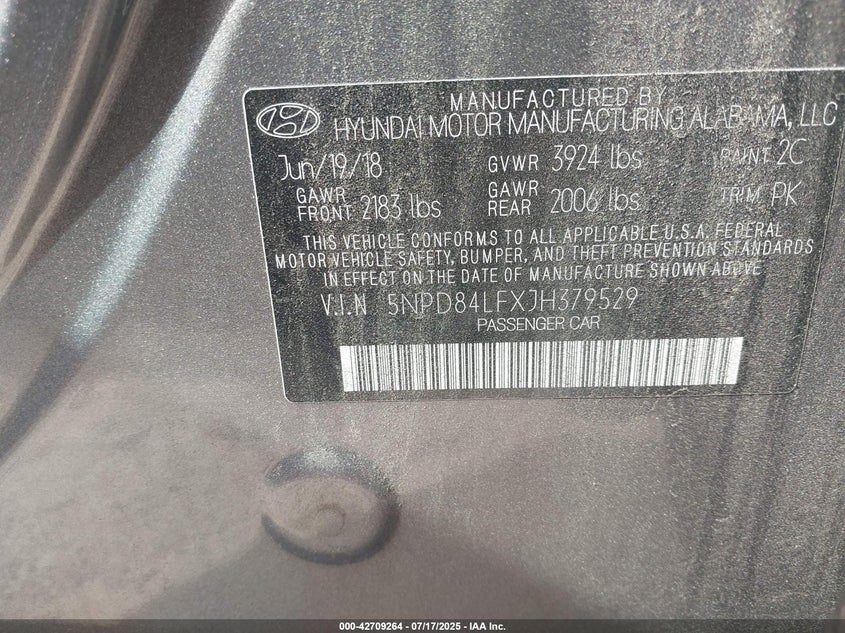 MANUFACTURED BY
HYUNDAI MOTOR MANUFACTURING ALABAMA, LLC
Jun/19/18 GVWR 3924 lbs PAINT 2C
GAWR FRONT 2183 lbs GAWR REAR 2006 lbs TRIM PK
THIS VEHICLE CONFORMS TO ALL APPLICABLE U.S.A. FEDERAL
MOTOR VEHICLE SAFETY, BUMPER, AND THEFT PREVENTION STANDARDS
IN EFFECT ON THE DATE OF MANUFACTURE SHOWN ABOVE
V.I.N 5NPD84LFXJH379529
PASSENGER CAR
000-42709264 - 07/17/2025 - IAA Inc.